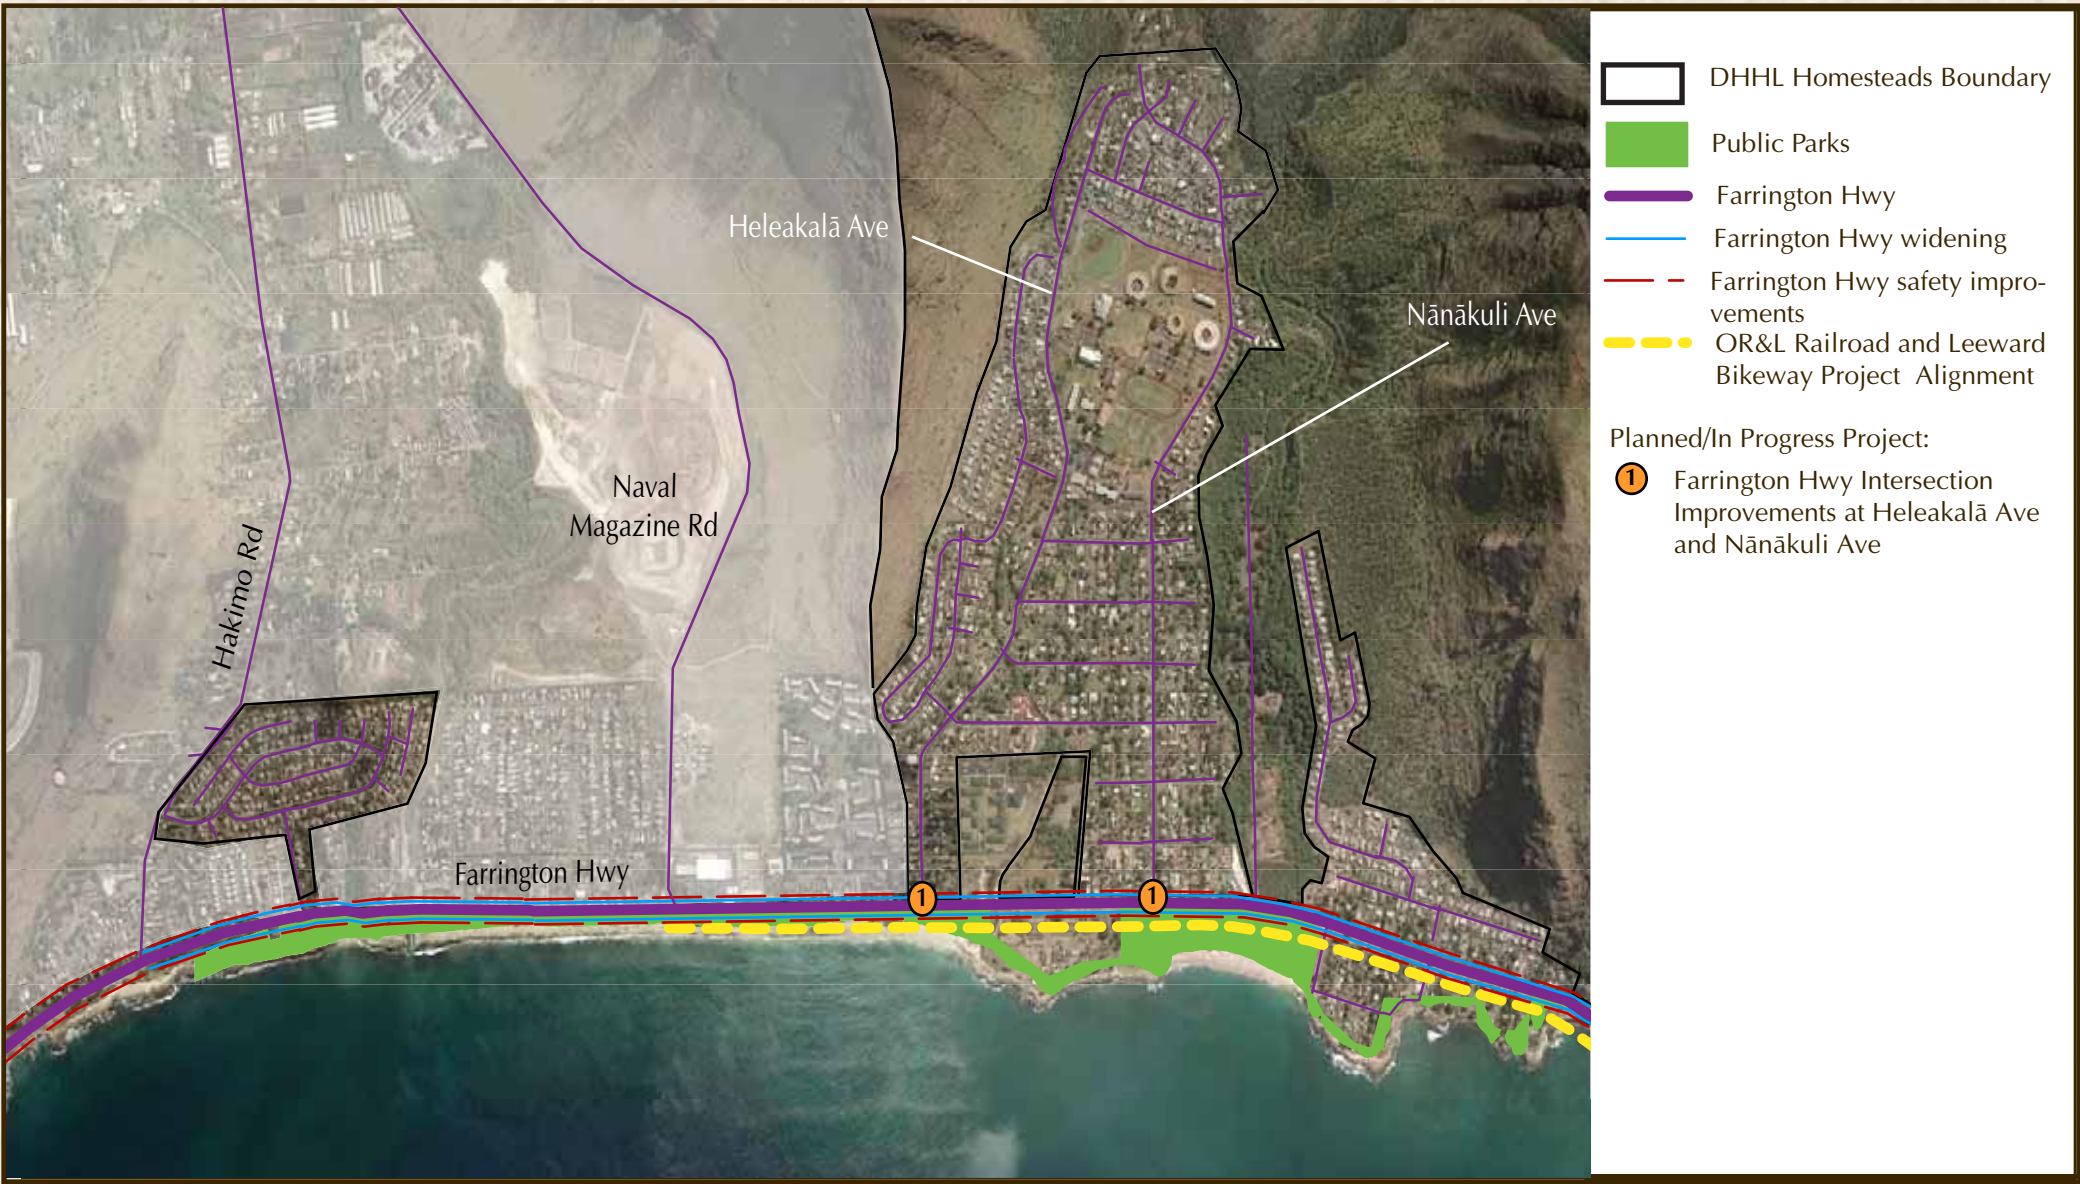 Heleakalā Ave
Nānākuli Ave
Naval
Magazine Rd
Hakimo Rd
Farrington Hwy
1
1
DHHL Homesteads Boundary
Public Parks
Farrington Hwy
Farrington Hwy widening
Farrington Hwy safety impro-
vements
OR&L Railroad and Leeward
Bikeway Project Alignment
Planned/In Progress Project:
1 Farrington Hwy Intersection
Improvements at Heleakalā Ave
and Nānākuli Ave